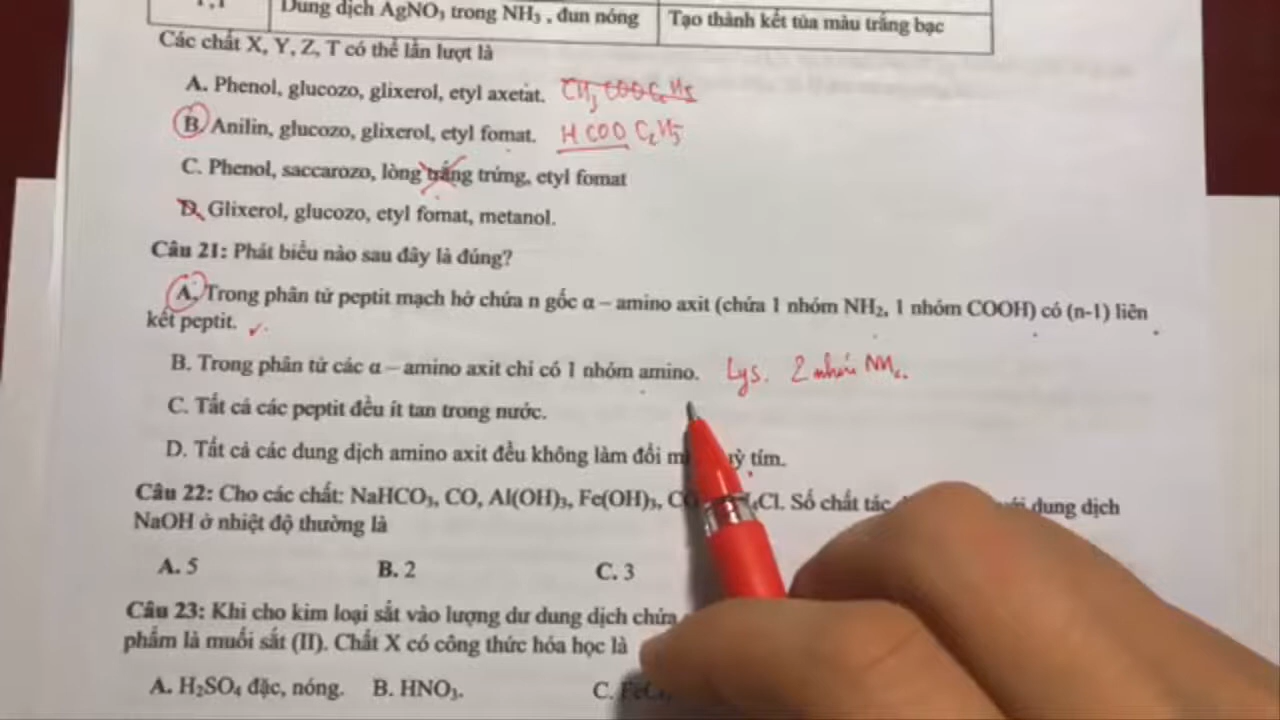 Dung dịch AgNO₃ trong NH₃ , đun nóng Tạo thành kết tủa màu trắng bạc
Các chất X, Y, Z, T có thể lần lượt là
A. Phenol, glucozo, glixerol, etyl axetat. CH₃COOC₂H₅
B. Anilin, glucozo, glixerol, etyl fomat. HCOOC₂H₅
C. Phenol, saccarozo, lòng trắng trứng, etyl fomat
D. Glixerol, glucozo, etyl fomat, metanol.
Câu 21: Phát biểu nào sau đây là đúng?
A. Trong phân tử peptit mạch hở chứa n gốc α – amino axit (chứa 1 nhóm NH₂, 1 nhóm COOH) có (n-1) liên
kết peptit.
B. Trong phân tử các α – amino axit chỉ có 1 nhóm amino. Lys. 2 nhóm NH₂.
C. Tất cả các peptit đều ít tan trong nước.
D. Tất cả các dung dịch amino axit đều không làm đổi tím.
Câu 22: Cho các chất: NaHCO₃, CO, Al(OH)₃, Fe(OH)₃, Cl. Số chất tác dung dịch
NaOH ở nhiệt độ thường là
A. 5 B. 2 C. 3
Câu 23: Khi cho kim loại sắt vào lượng dư dung dịch chứa
phẩm là muối sắt (II). Chất X có công thức hóa học là
A. H₂SO₄ đặc, nóng. B. HNO₃. C.